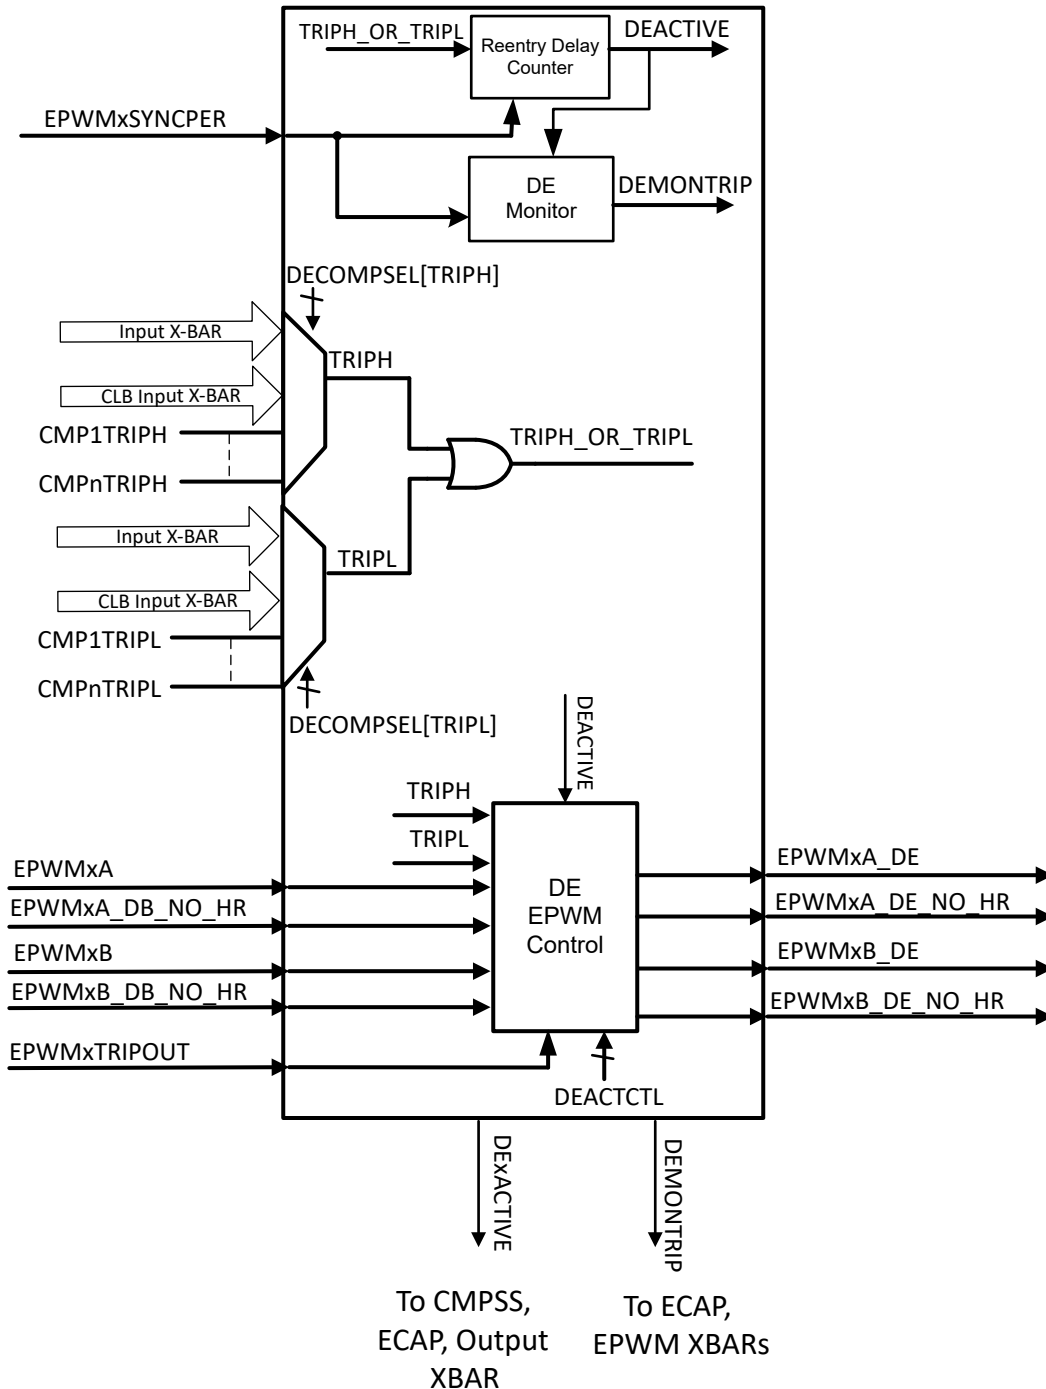 TRIPH_OR_TRIPL
Reentry Delay
Counter
DEACTIVE
EPWMxSYNCPER
DE
Monitor
DEMONTRIP
DECOMPSEL[TRIPH]
Input X-BAR
TRIPH
CLB Input X-BAR
CMP1TRIPH
TRIPH_OR_TRIPL
CMPnTRIPH
Input X-BAR
TRIPL
CLB Input X-BAR
CMP1TRIPL
CMPnTRIPL
DECOMPSEL[TRIPL]
DEACTIVE
TRIPH
TRIPL
EPWMxA
EPWMxA_DB_NO_HR
EPWMxB
EPWMxB_DB_NO_HR
EPWMxTRIPOUT
DE
EPWM
Control
DEACTCTL
EPWMxA_DE
EPWMxA_DE_NO_HR
EPWMxB_DE
EPWMxB_DE_NO_HR
DExACTIVE
DEMONTRIP
To CMPSS,
ECAP, Output
XBAR
To ECAP,
EPWM XBARs